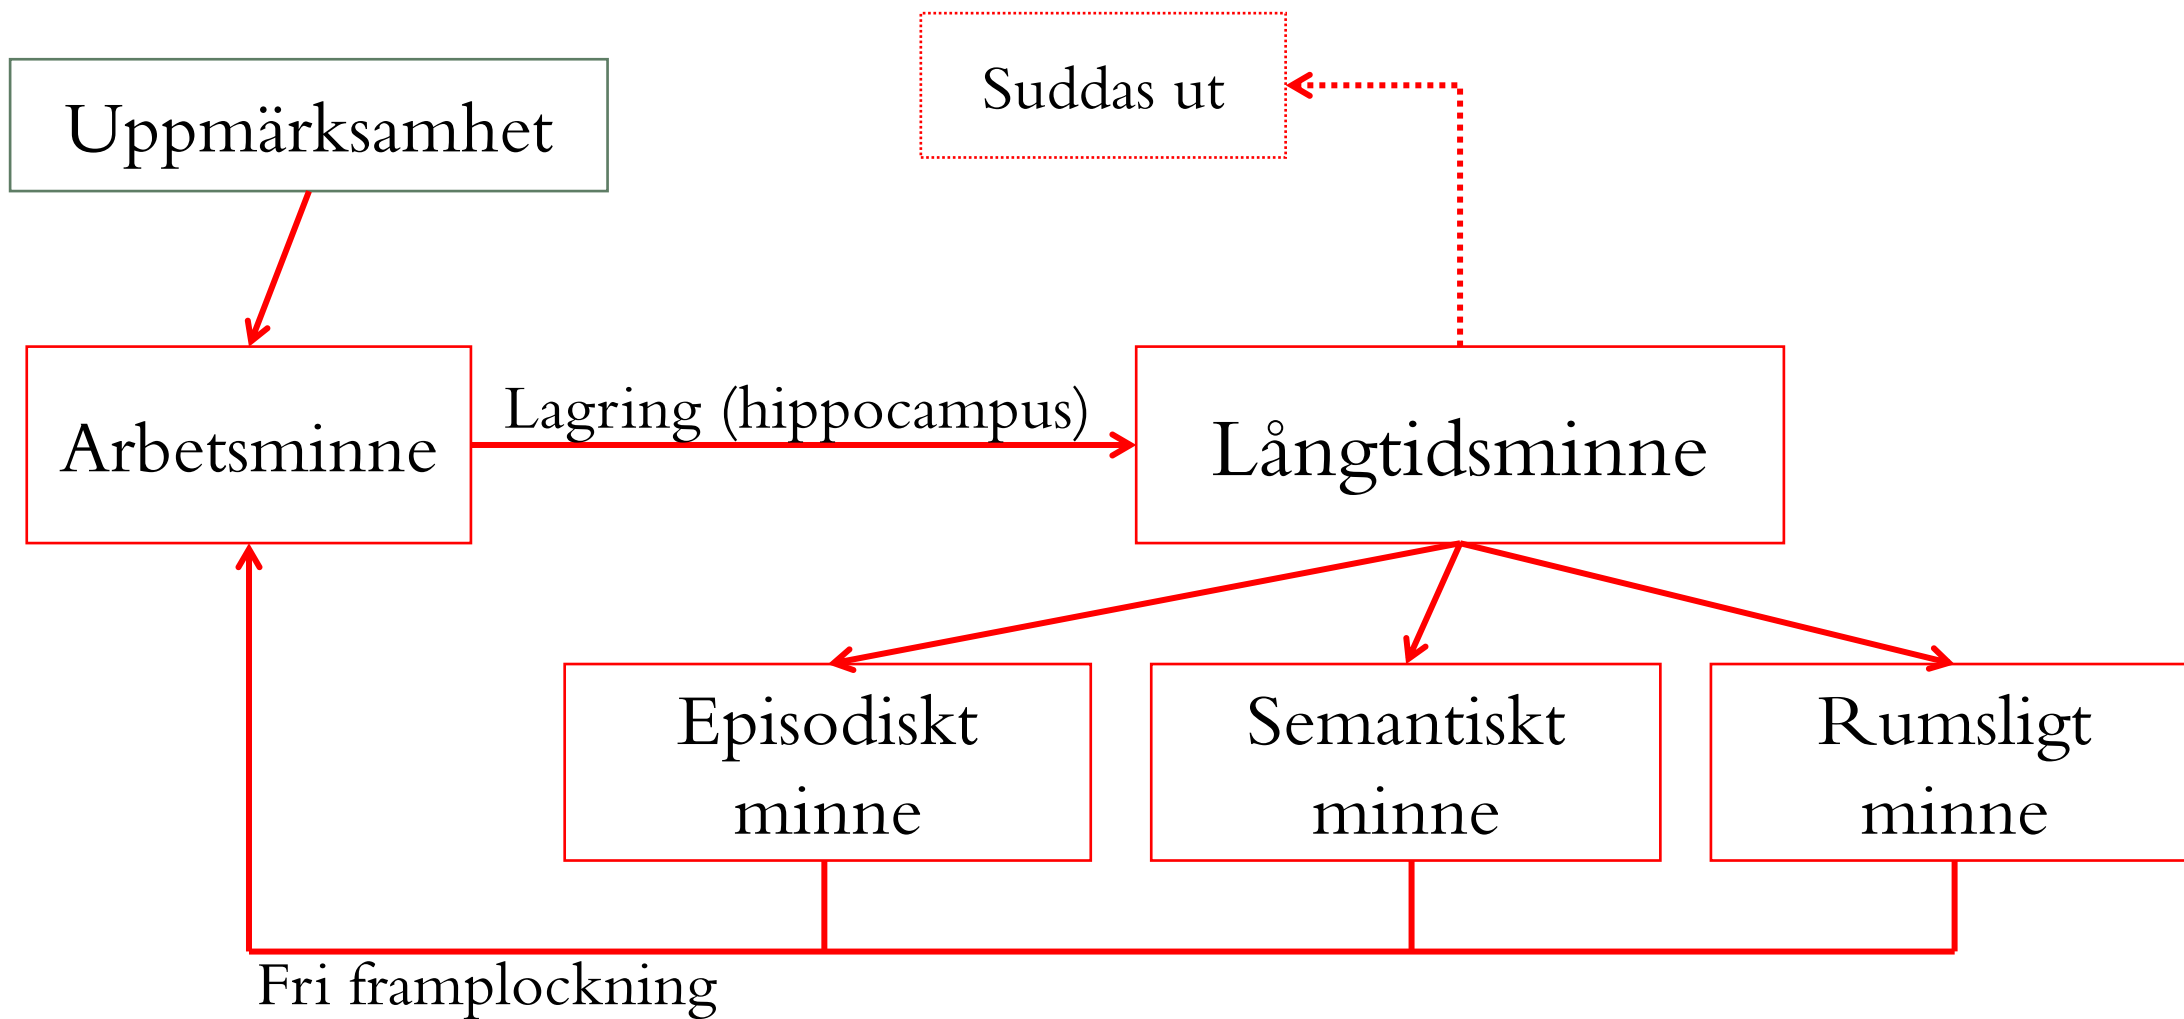 Suddas ut
Uppmärksamhet
Lagring (hippocampus)
Arbetsminne
Långtidsminne
Episodiskt
minne
Semantiskt
minne
Rumsligt
minne
Fri framplockning